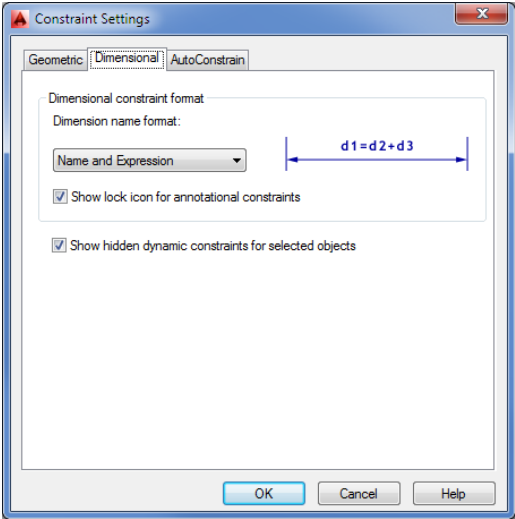 Constraint Settings
Geometric Dimensional AutoConstrain
Dimensional constraint format
Dimension name format:
d1=d2+d3
Name and Expression
Show lock icon for annotational constraints
Show hidden dynamic constraints for selected objects
OK Cancel Help